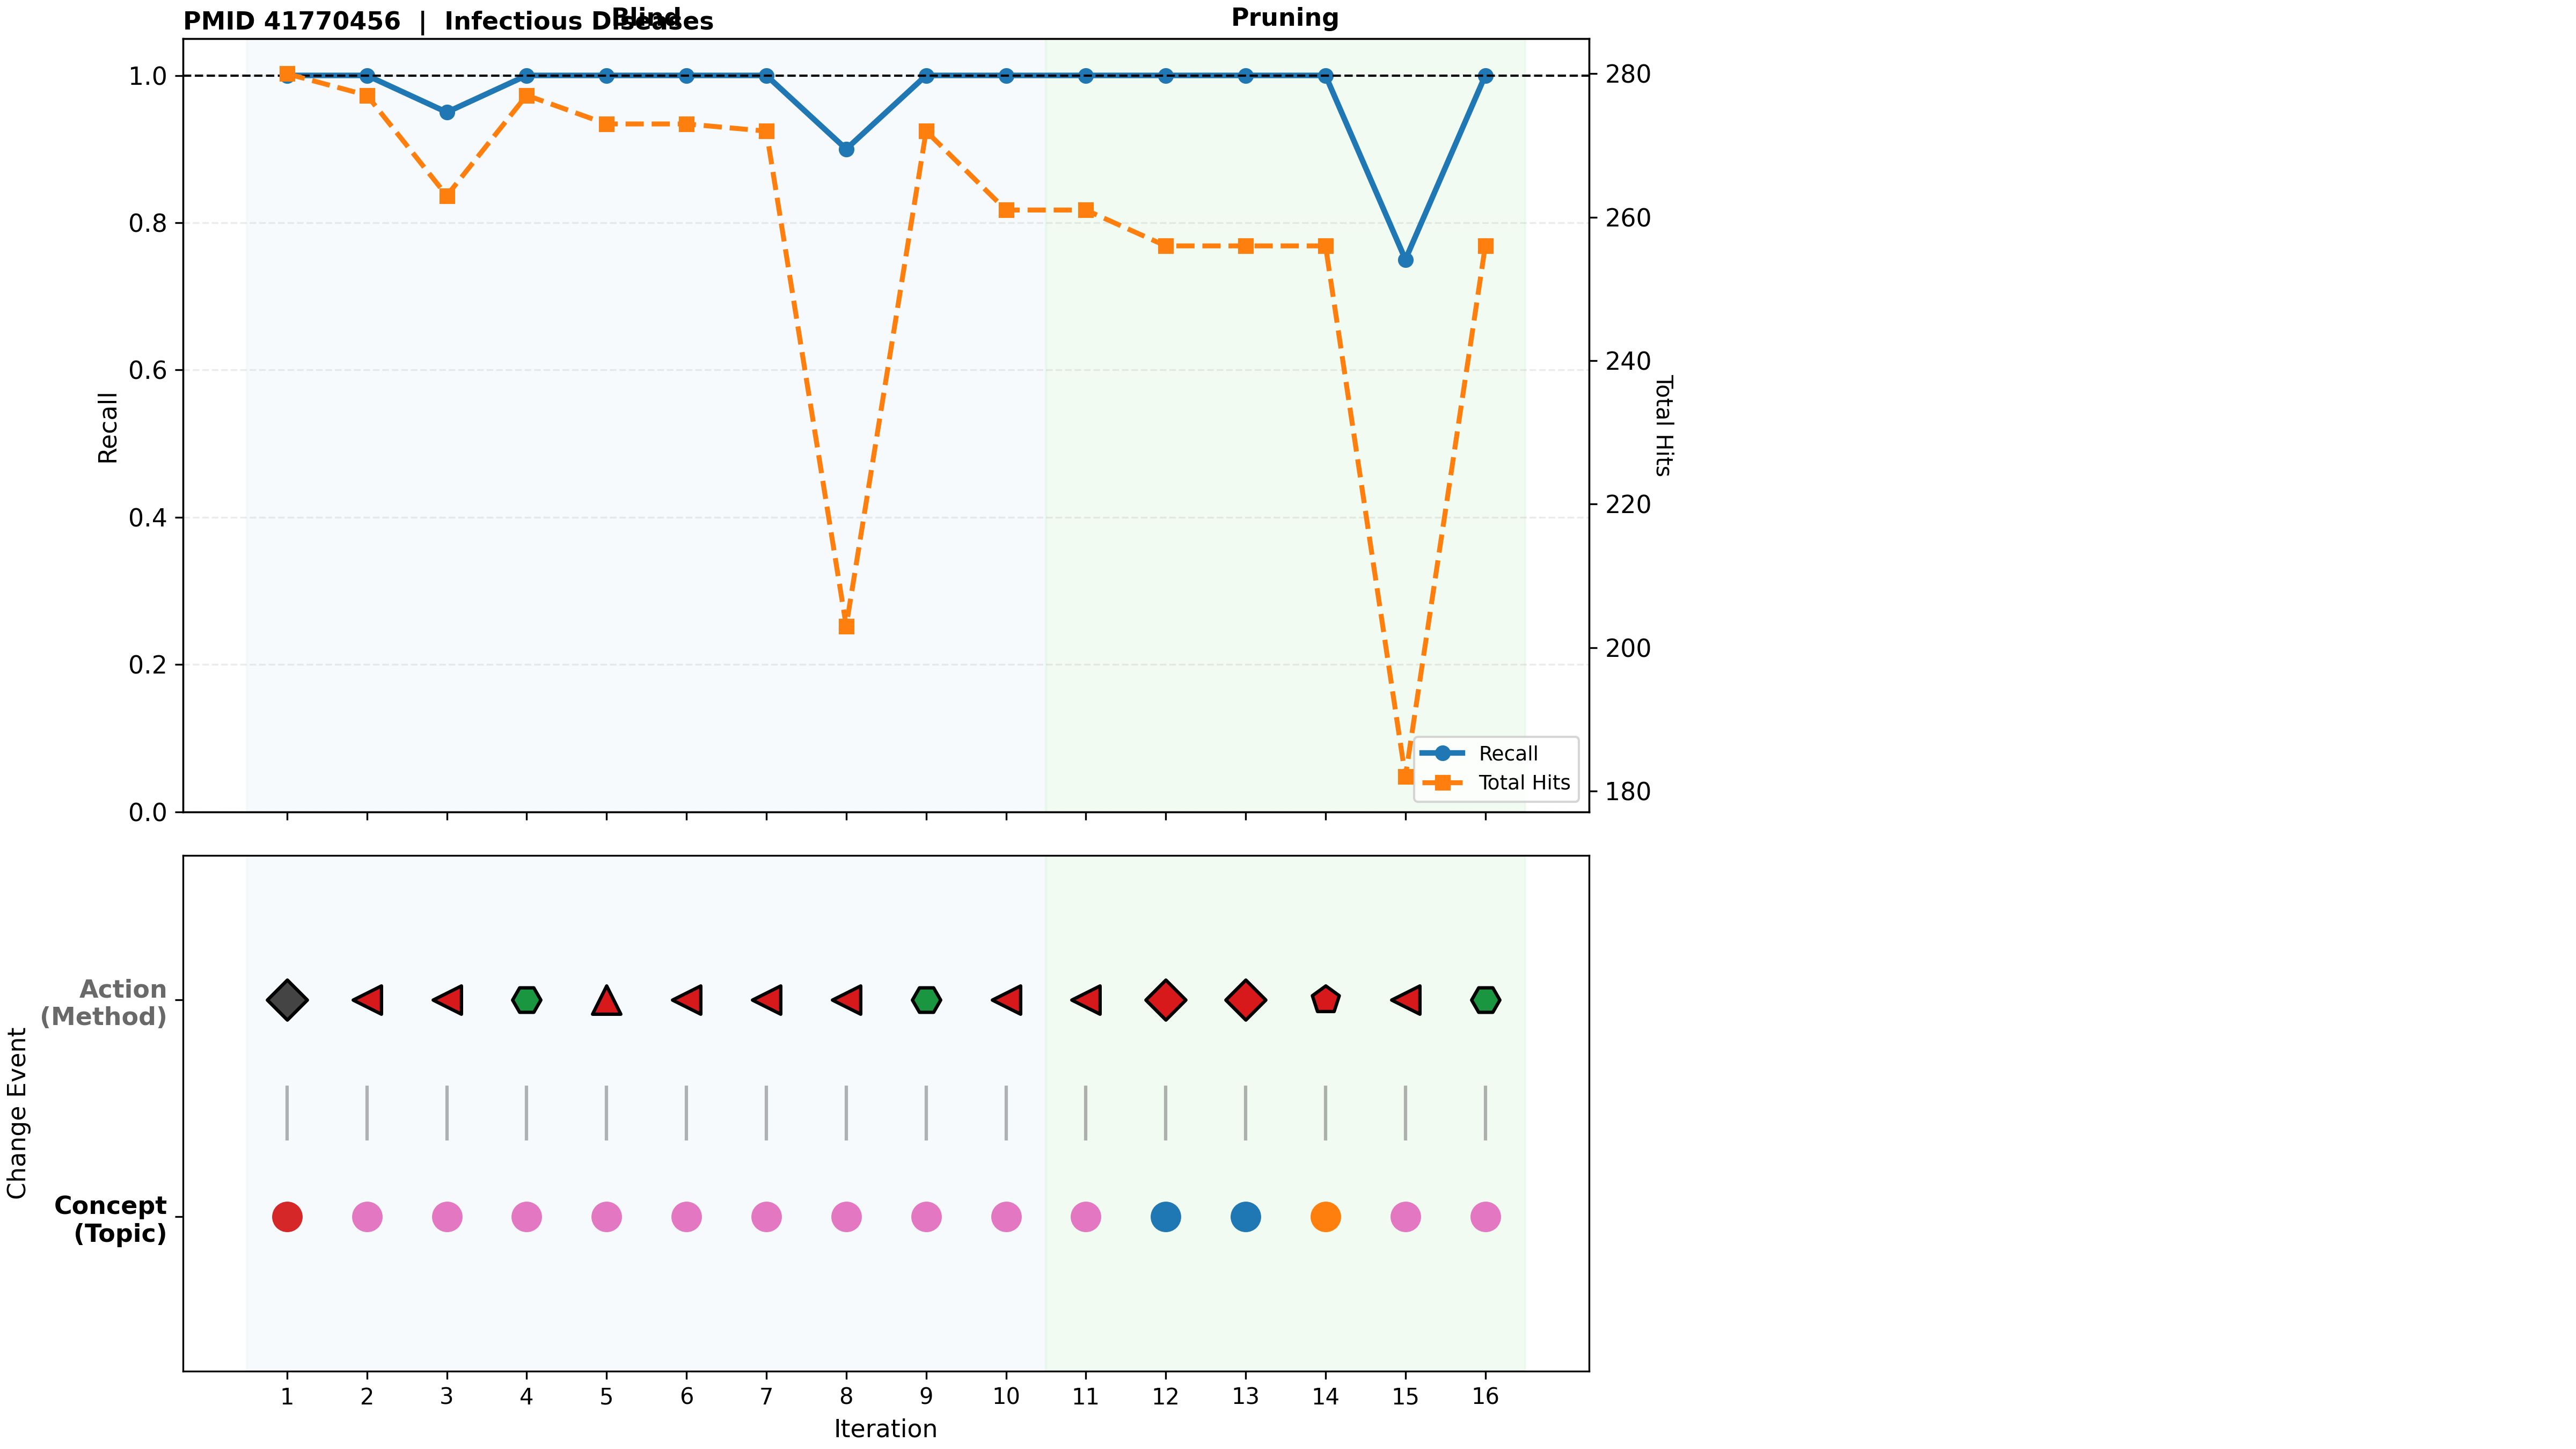 PMID 41770456 | Infectious Diseases
Blind
Pruning
1.0
0.8
0.6
0.4
0.2
0.0
Recall
280
260
240
220
200
180
Total Hits
Recall
Total Hits
Action
(Method)
Concept
(Topic)
Change Event
1 2 3 4 5 6 7 8 9 10 11 12 13 14 15 16
Iteration